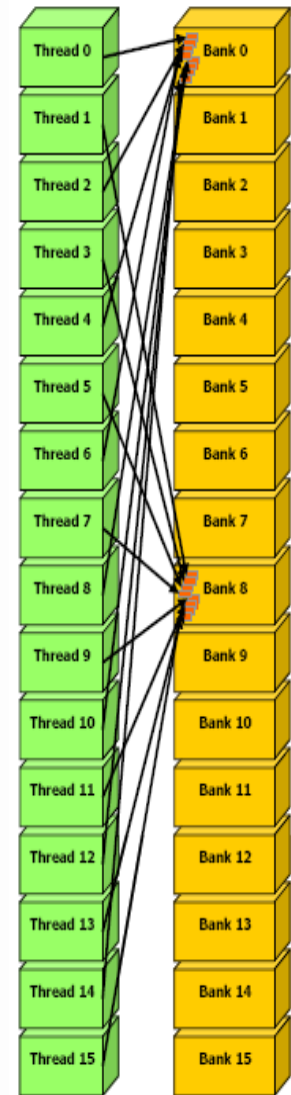 Thread 0 Bank 0
Thread 1 Bank 1
Thread 2 Bank 2
Thread 3 Bank 3
Thread 4 Bank 4
Thread 5 Bank 5
Thread 6 Bank 6
Thread 7 Bank 7
Thread 8 Bank 8
Thread 9 Bank 9
Thread 10 Bank 10
Thread 11 Bank 11
Thread 12 Bank 12
Thread 13 Bank 13
Thread 14 Bank 14
Thread 15 Bank 15